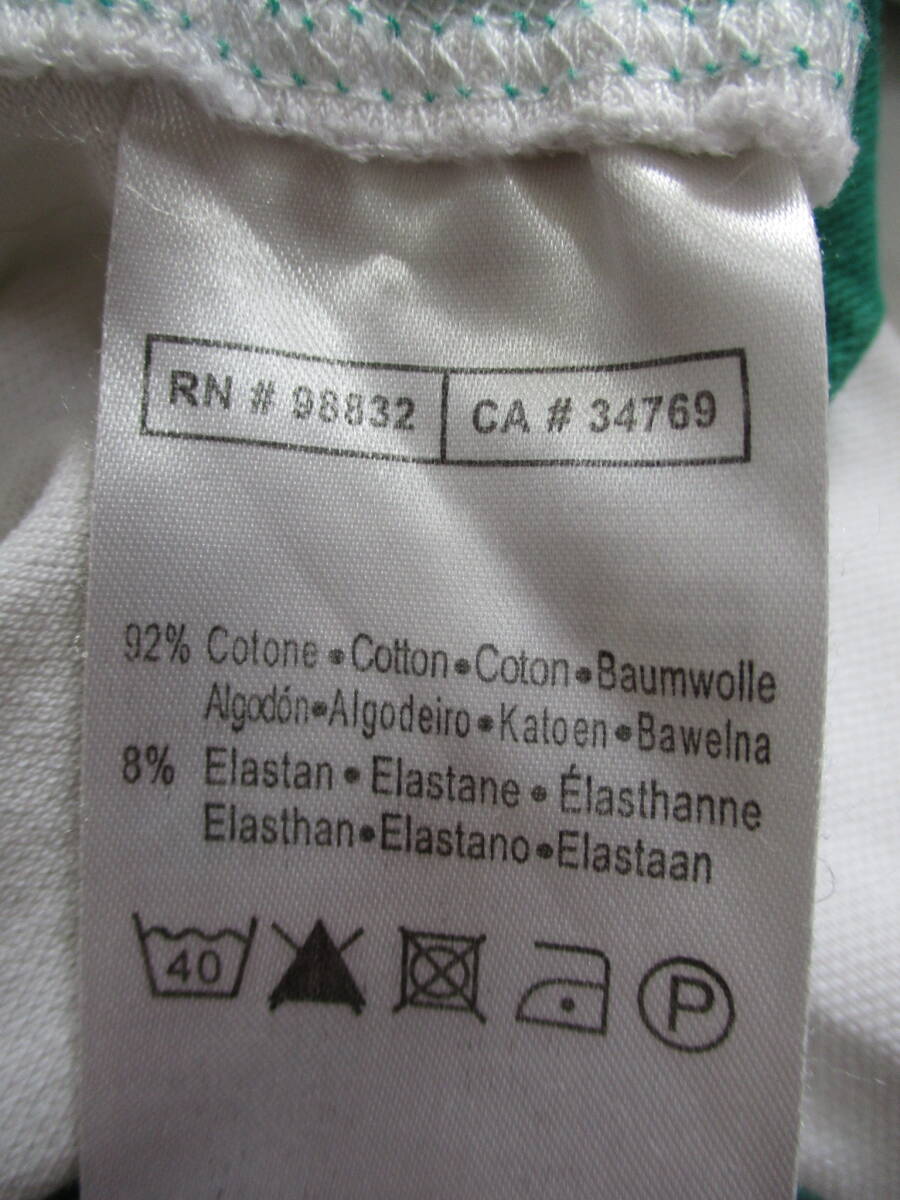 RN # 98832 CA # 34769
92% Cotone • Cotton • Coton • Baumwolle
Algodón • Algodeiro • Katoen • Bawelna
8% Elastan • Elastane • Élasthanne
Elasthan • Elastano • Elastaan
40 P